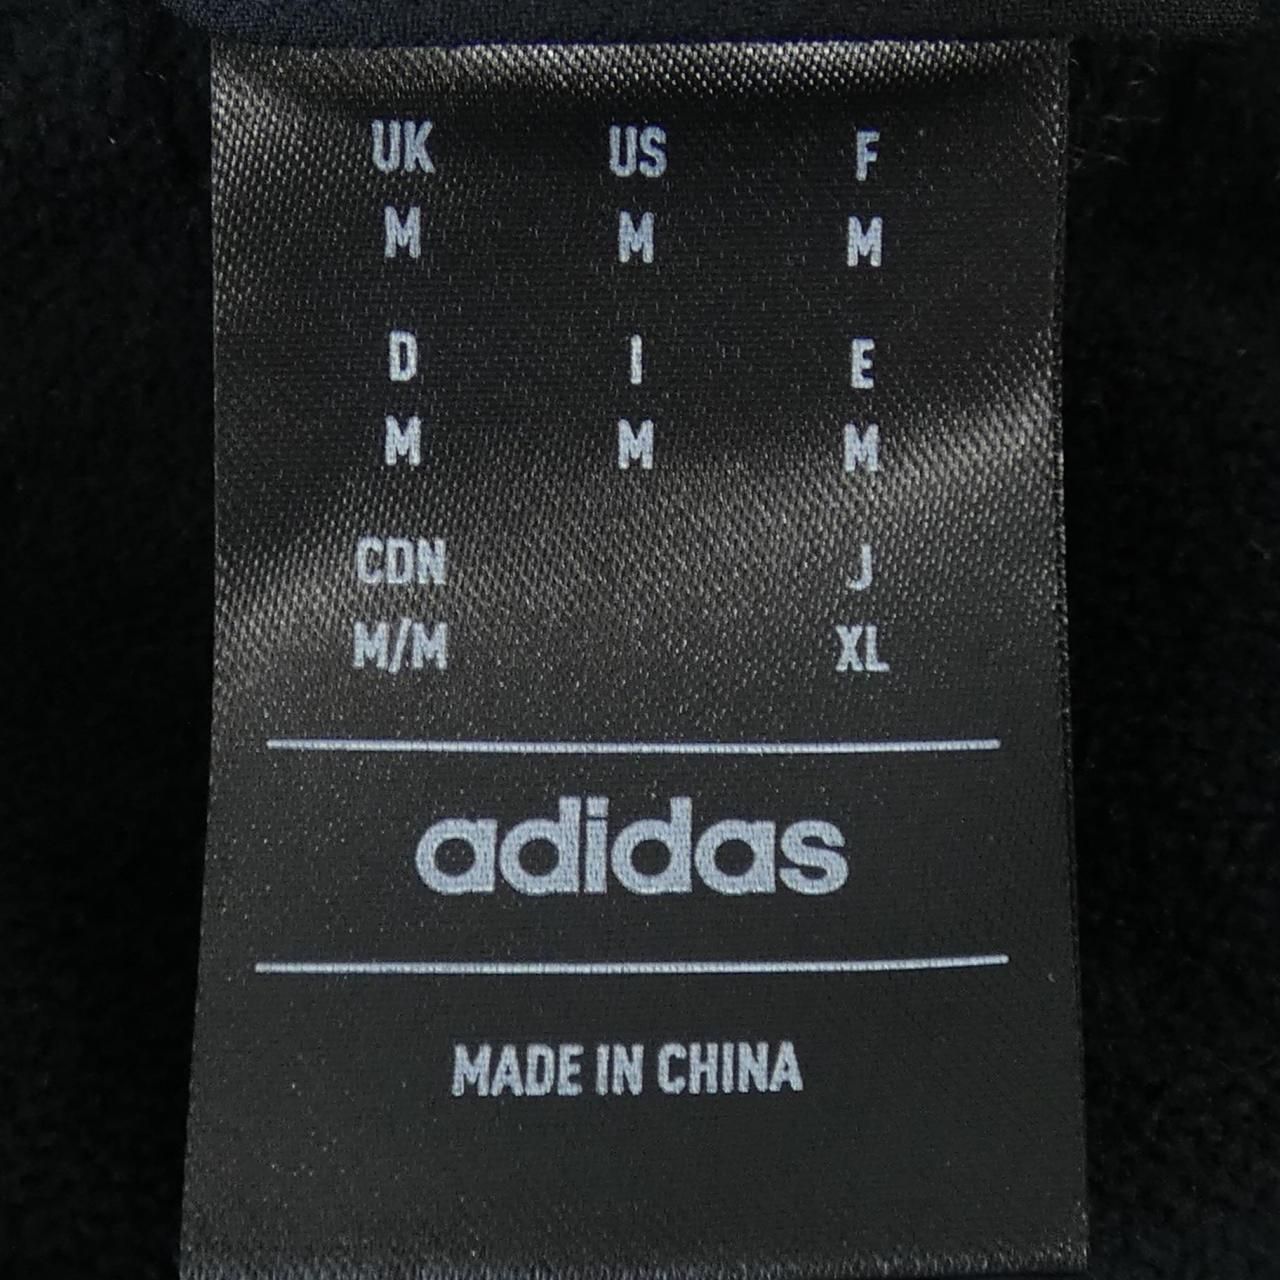 UK US F
M M M
D I E
M M M
CDN J
M/M XL
adidas
MADE IN CHINA